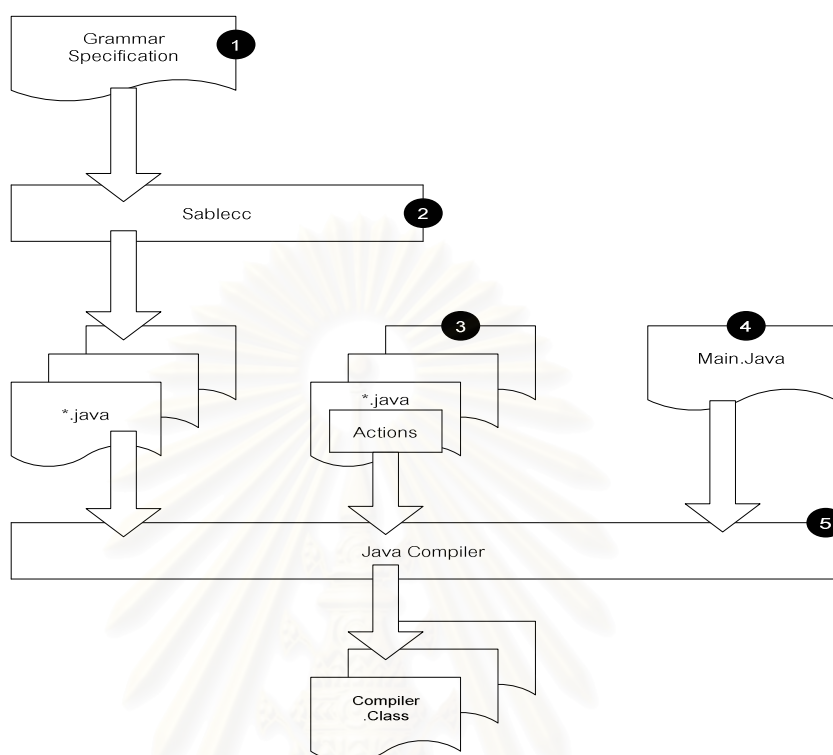 Grammar
Specification
1
Sablecc
2
*.java
3
*.java
Actions
4
Main.Java
5
Java Compiler
Compiler
.Class